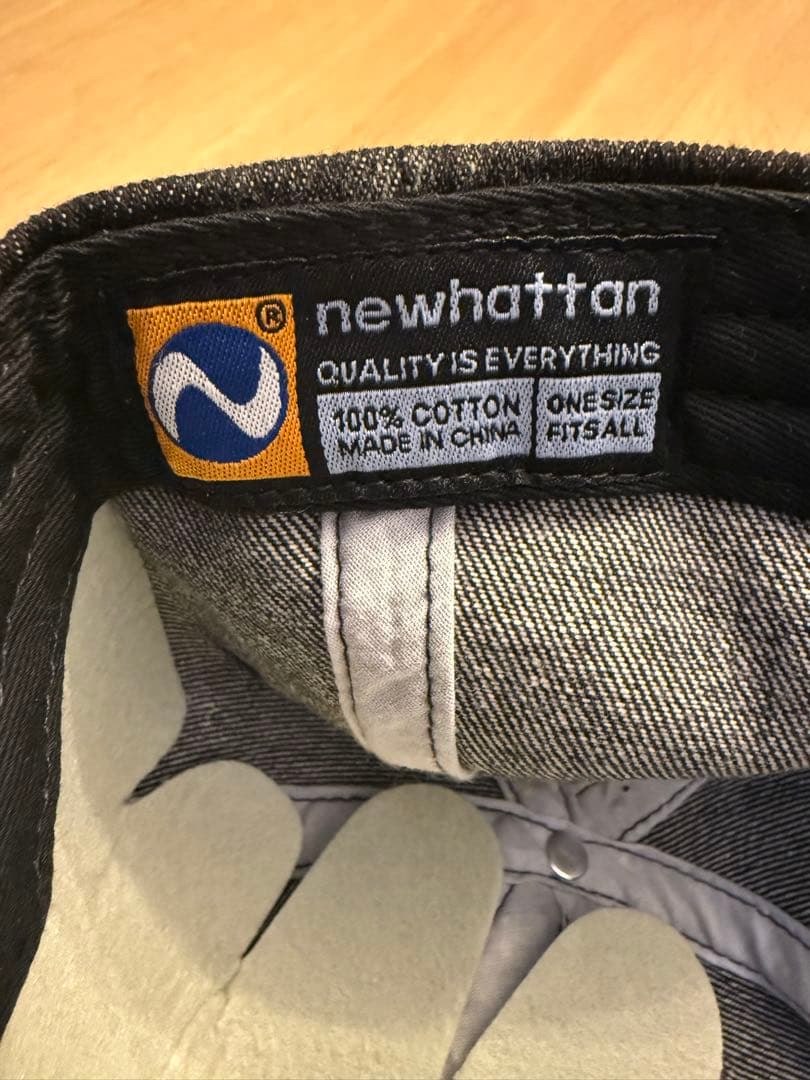 ®
newhattan
QUALITY IS EVERYTHING
100% COTTON
MADE IN CHINA
ONE SIZE
FITS ALL